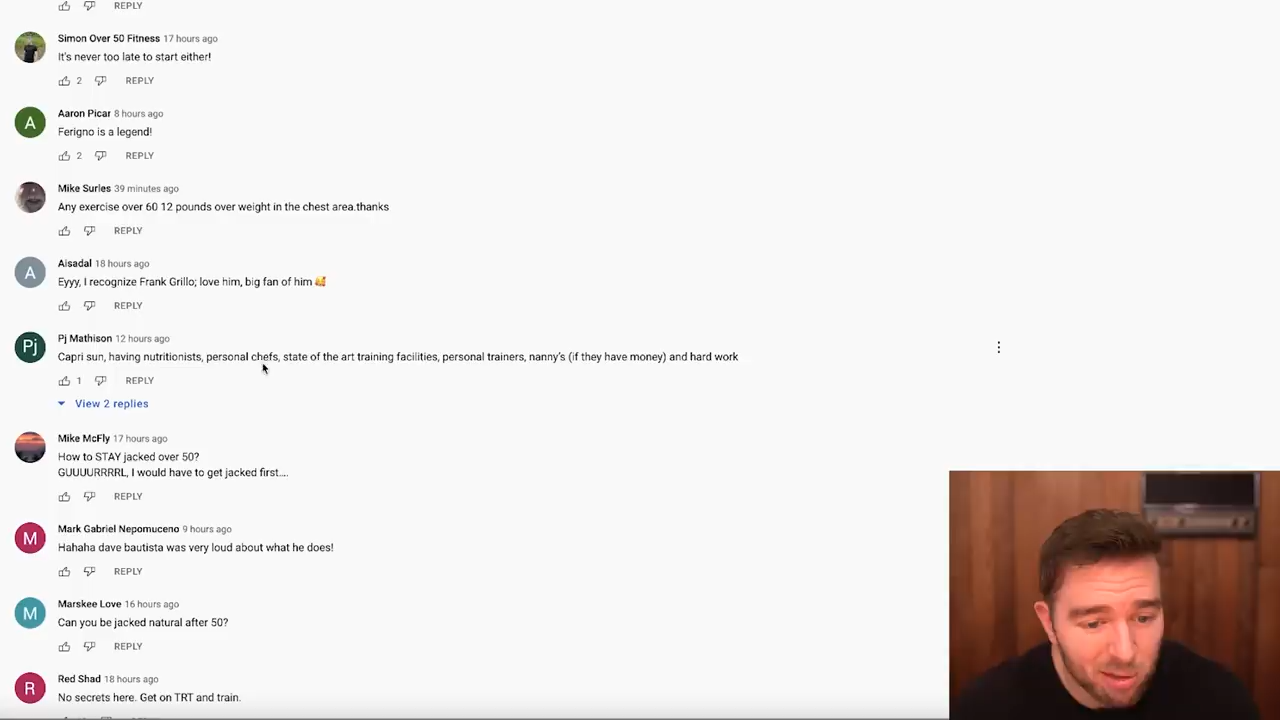 REPLY
Simon Over 50 Fitness 17 hours ago
It's never too late to start either!
2 REPLY
A Aaron Picar 8 hours ago
Ferigno is a legend!
2 REPLY
Mike Surles 39 minutes ago
Any exercise over 60 12 pounds over weight in the chest area.thanks
REPLY
A Aisadal 18 hours ago
Eyyy, I recognize Frank Grillo; love him, big fan of him 🥰
REPLY
Pj Pj Mathison 12 hours ago
Capri sun, having nutritionists, personal chefs, state of the art training facilities, personal trainers, nanny's (if they have money) and hard work
1 REPLY
View 2 replies
Mike McFly 17 hours ago
How to STAY jacked over 50?
GUUUURRRRL, I would have to get jacked first....
REPLY
M Mark Gabriel Nepomuceno 9 hours ago
Hahaha dave bautista was very loud about what he does!
REPLY
M Marskee Love 16 hours ago
Can you be jacked natural after 50?
REPLY
R Red Shad 18 hours ago
No secrets here. Get on TRT and train.